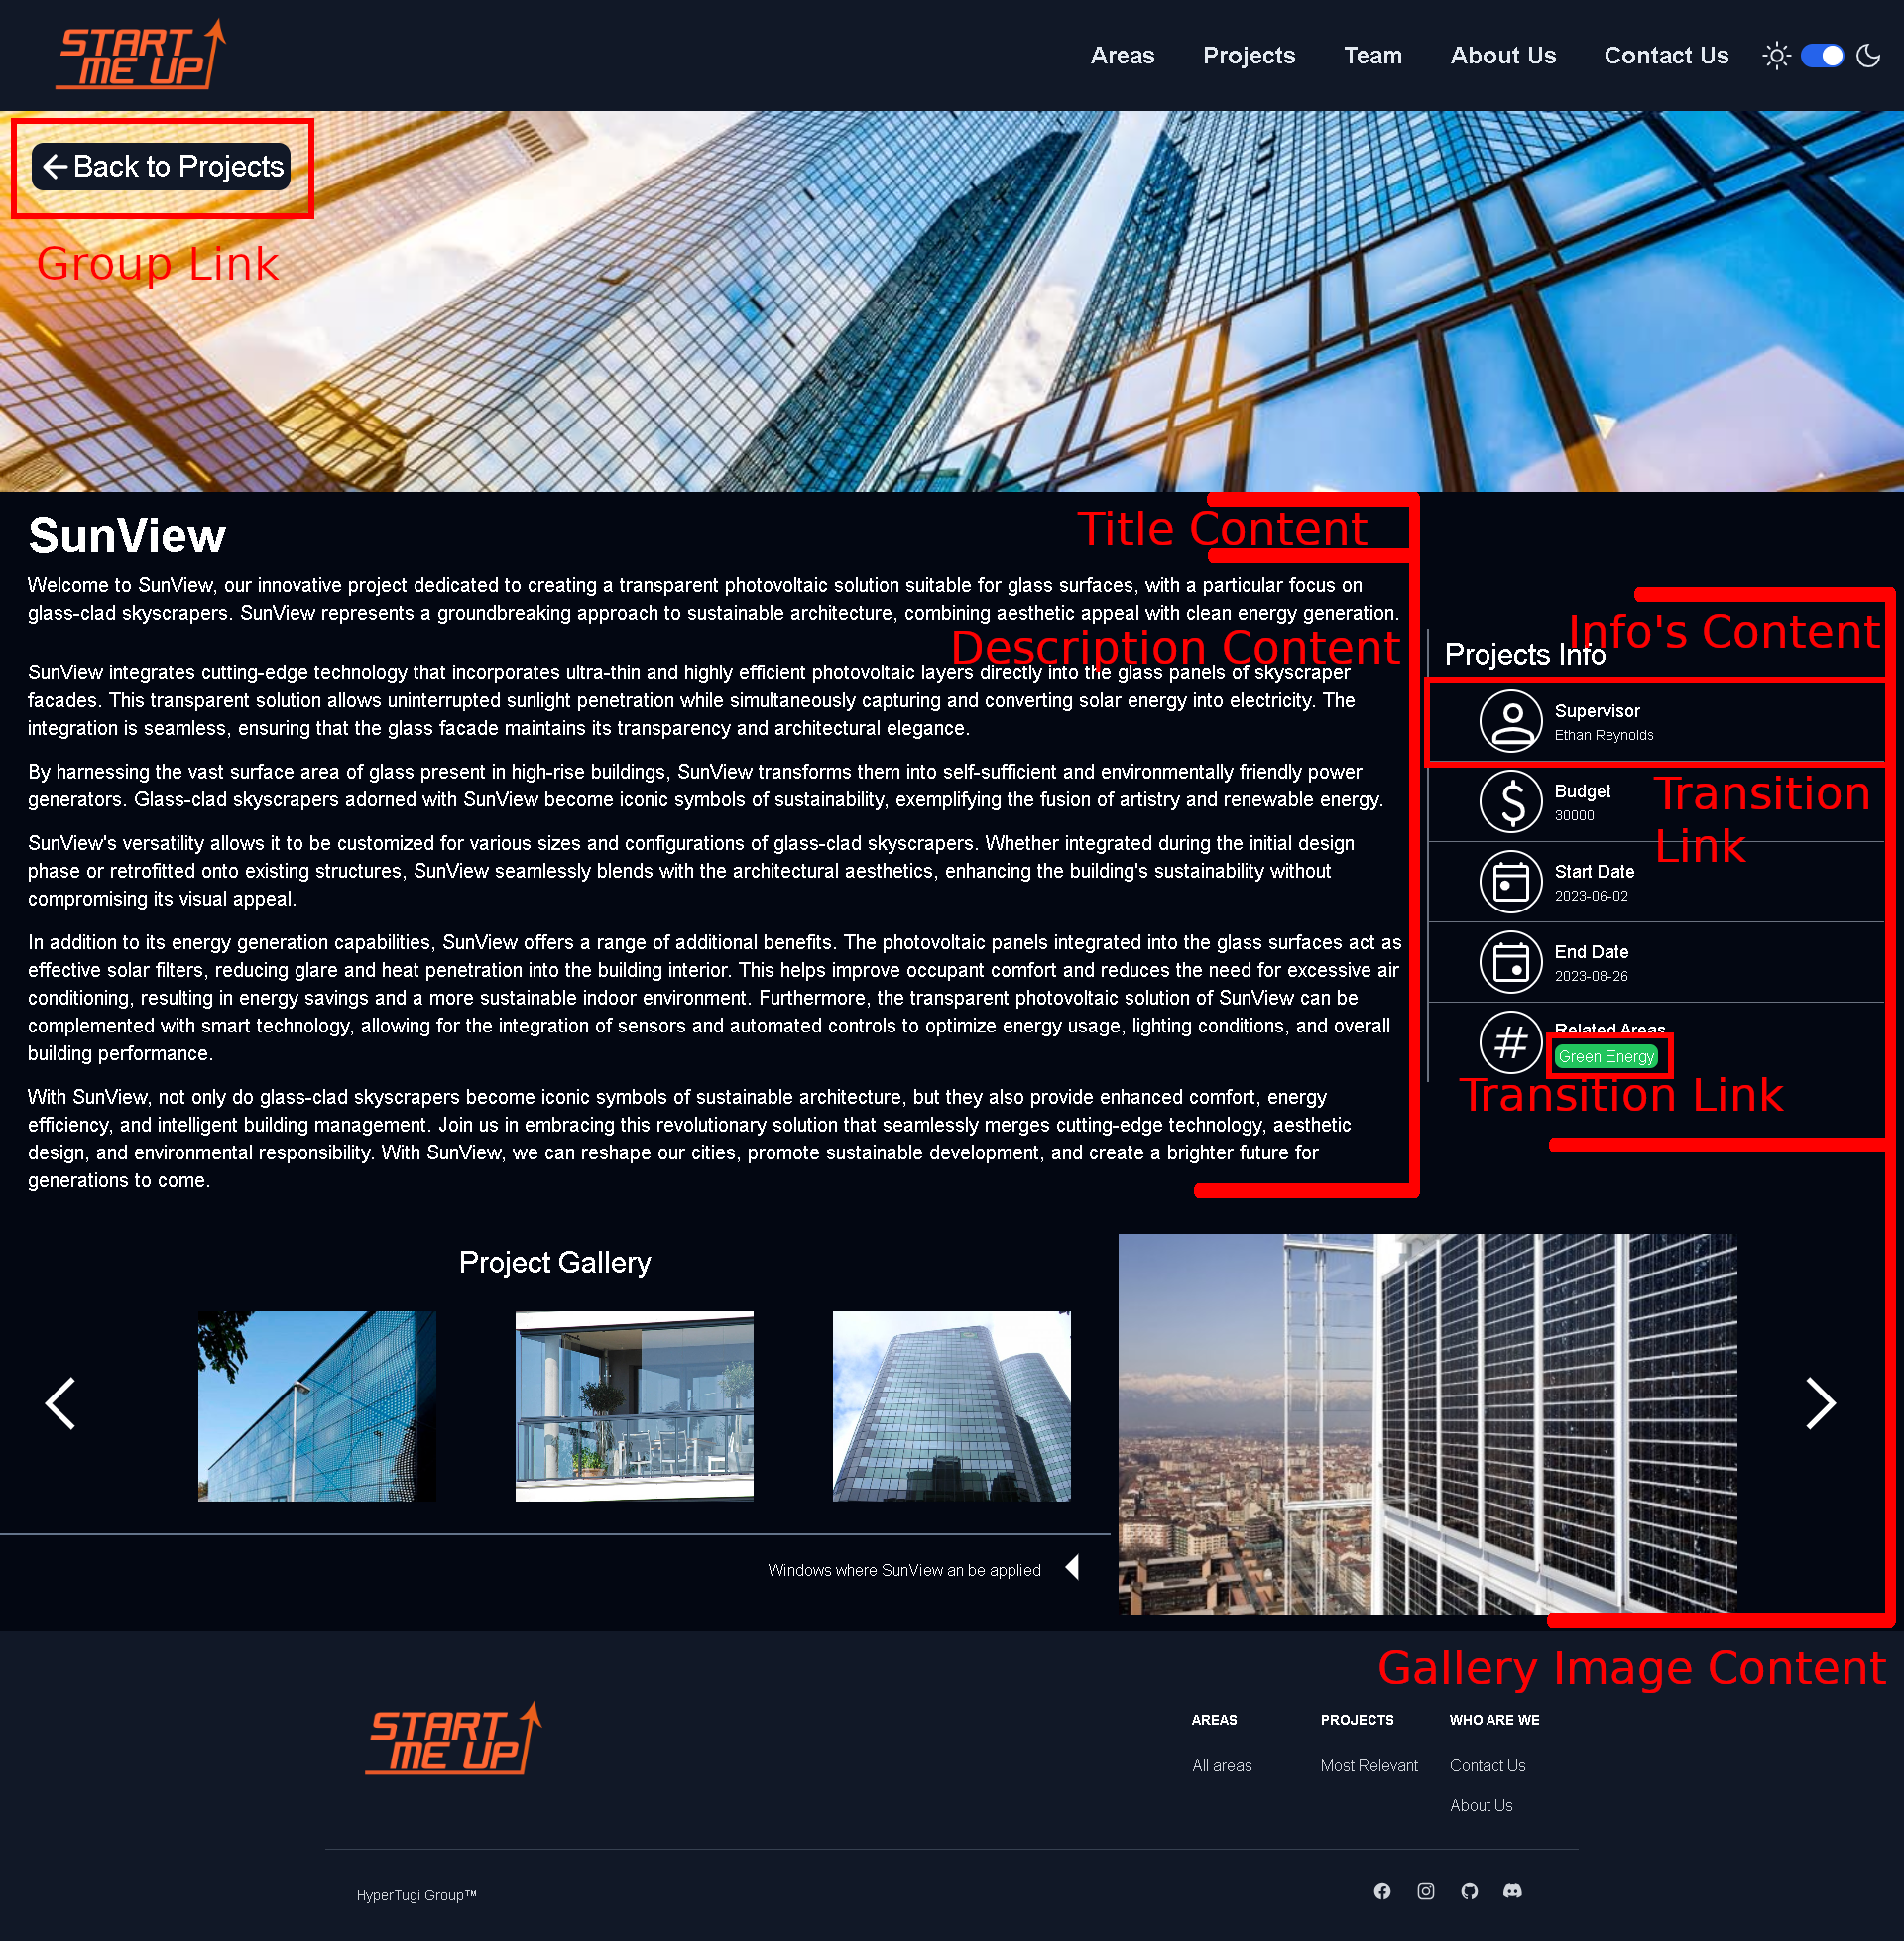 START
ME UP
Areas
Projects
Team
About Us
Contact Us
Back to Projects
Group Link
SunView
Title Content
Welcome to SunView, our innovative project dedicated to creating a transparent photovoltaic solution suitable for glass surfaces, with a particular focus on
glass-clad skyscrapers. SunView represents a groundbreaking approach to sustainable architecture, combining aesthetic appeal with clean energy generation.
Description Content
SunView integrates cutting-edge technology that incorporates ultra-thin and highly efficient photovoltaic layers directly into the glass panels of skyscraper
facades. This transparent solution allows uninterrupted sunlight penetration while simultaneously capturing and converting solar energy into electricity. The
integration is seamless, ensuring that the glass facade maintains its transparency and architectural elegance.
By harnessing the vast surface area of glass present in high-rise buildings, SunView transforms them into self-sufficient and environmentally friendly power
generators. Glass-clad skyscrapers adorned with SunView become iconic symbols of sustainability, exemplifying the fusion of artistry and renewable energy.
SunView's versatility allows it to be customized for various sizes and configurations of glass-clad skyscrapers. Whether integrated during the initial design
phase or retrofitted onto existing structures, SunView seamlessly blends with the architectural aesthetics, enhancing the building's sustainability without
compromising its visual appeal.
In addition to its energy generation capabilities, SunView offers a range of additional benefits. The photovoltaic panels integrated into the glass surfaces act as
effective solar filters, reducing glare and heat penetration into the building interior. This helps improve occupant comfort and reduces the need for excessive air
conditioning, resulting in energy savings and a more sustainable indoor environment. Furthermore, the transparent photovoltaic solution of SunView can be
complemented with smart technology, allowing for the integration of sensors and automated controls to optimize energy usage, lighting conditions, and overall
building performance.
With SunView, not only do glass-clad skyscrapers become iconic symbols of sustainable architecture, but they also provide enhanced comfort, energy
efficiency, and intelligent building management. Join us in embracing this revolutionary solution that seamlessly merges cutting-edge technology, aesthetic
design, and environmental responsibility. With SunView, we can reshape our cities, promote sustainable development, and create a brighter future for
generations to come.
Info's Content
Projects Info
Supervisor
Ethan Reynolds
Transition
Link
Budget
30000
Start Date
2023-06-02
End Date
2023-08-26
Related Areas
Green Energy
Transition Link
Project Gallery
Windows where SunView an be applied
Gallery Image Content
START
ME UP
AREAS
All areas
PROJECTS
Most Relevant
WHO ARE WE
Contact Us
About Us
HyperTugi Group™